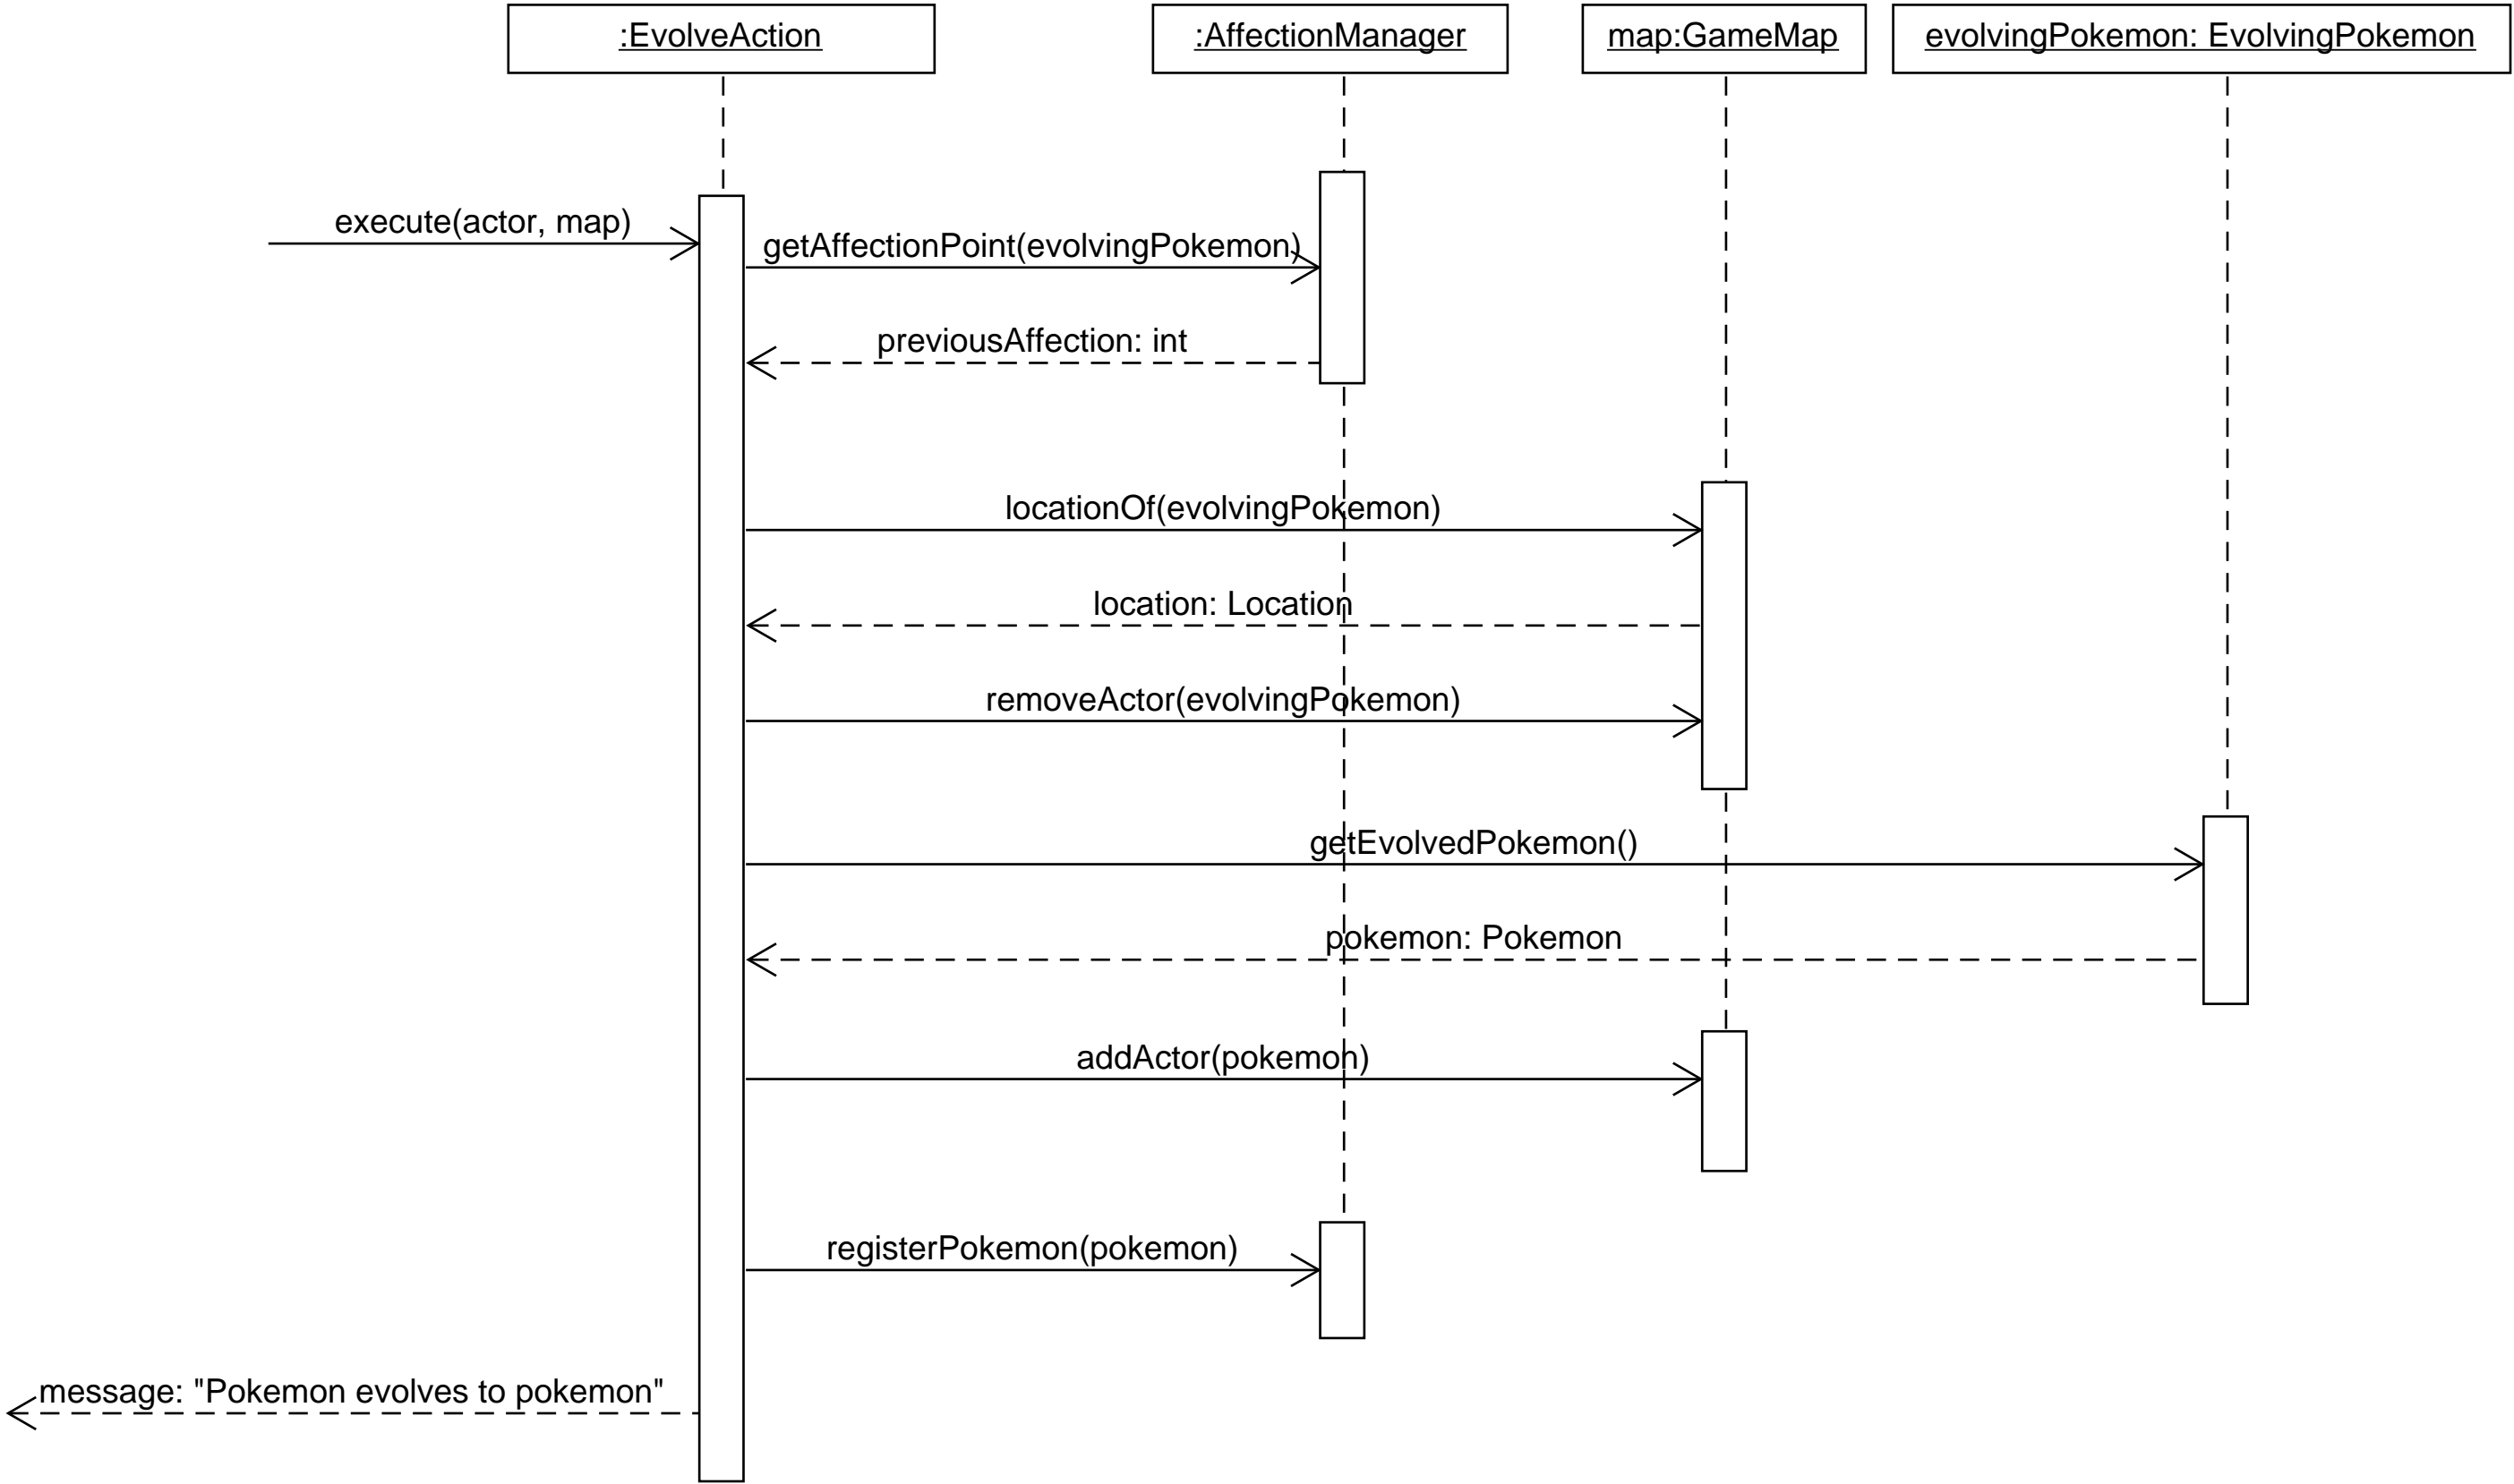 :EvolveAction
:AffectionManager
map:GameMap
evolvingPokemon: EvolvingPokemon
execute(actor, map)
getAffectionPoint(evolvingPokemon)
previousAffection: int
locationOf(evolvingPokemon)
location: Location
removeActor(evolvingPokemon)
getEvolvedPokemon()
pokemon: Pokemon
addActor(pokemon)
registerPokemon(pokemon)
message: "Pokemon evolves to pokemon"